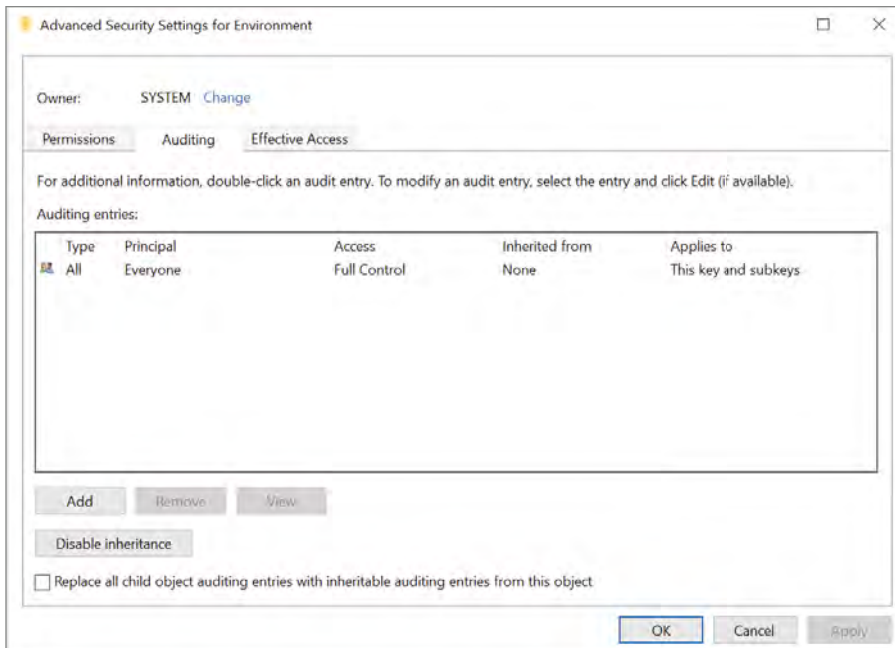 Advanced Security Settings for Environment
Owner: SYSTEM Change
Permissions Auditing Effective Access
For additional information, double-click an audit entry. To modify an audit entry, select the entry and click Edit (if available).
Auditing entries:
Type Principal Access Inherited from Applies to
All Everyone Full Control None This key and subkeys
Add Remove View
Disable inheritance
Replace all child object auditing entries with inheritable auditing entries from this object
OK Cancel Apply